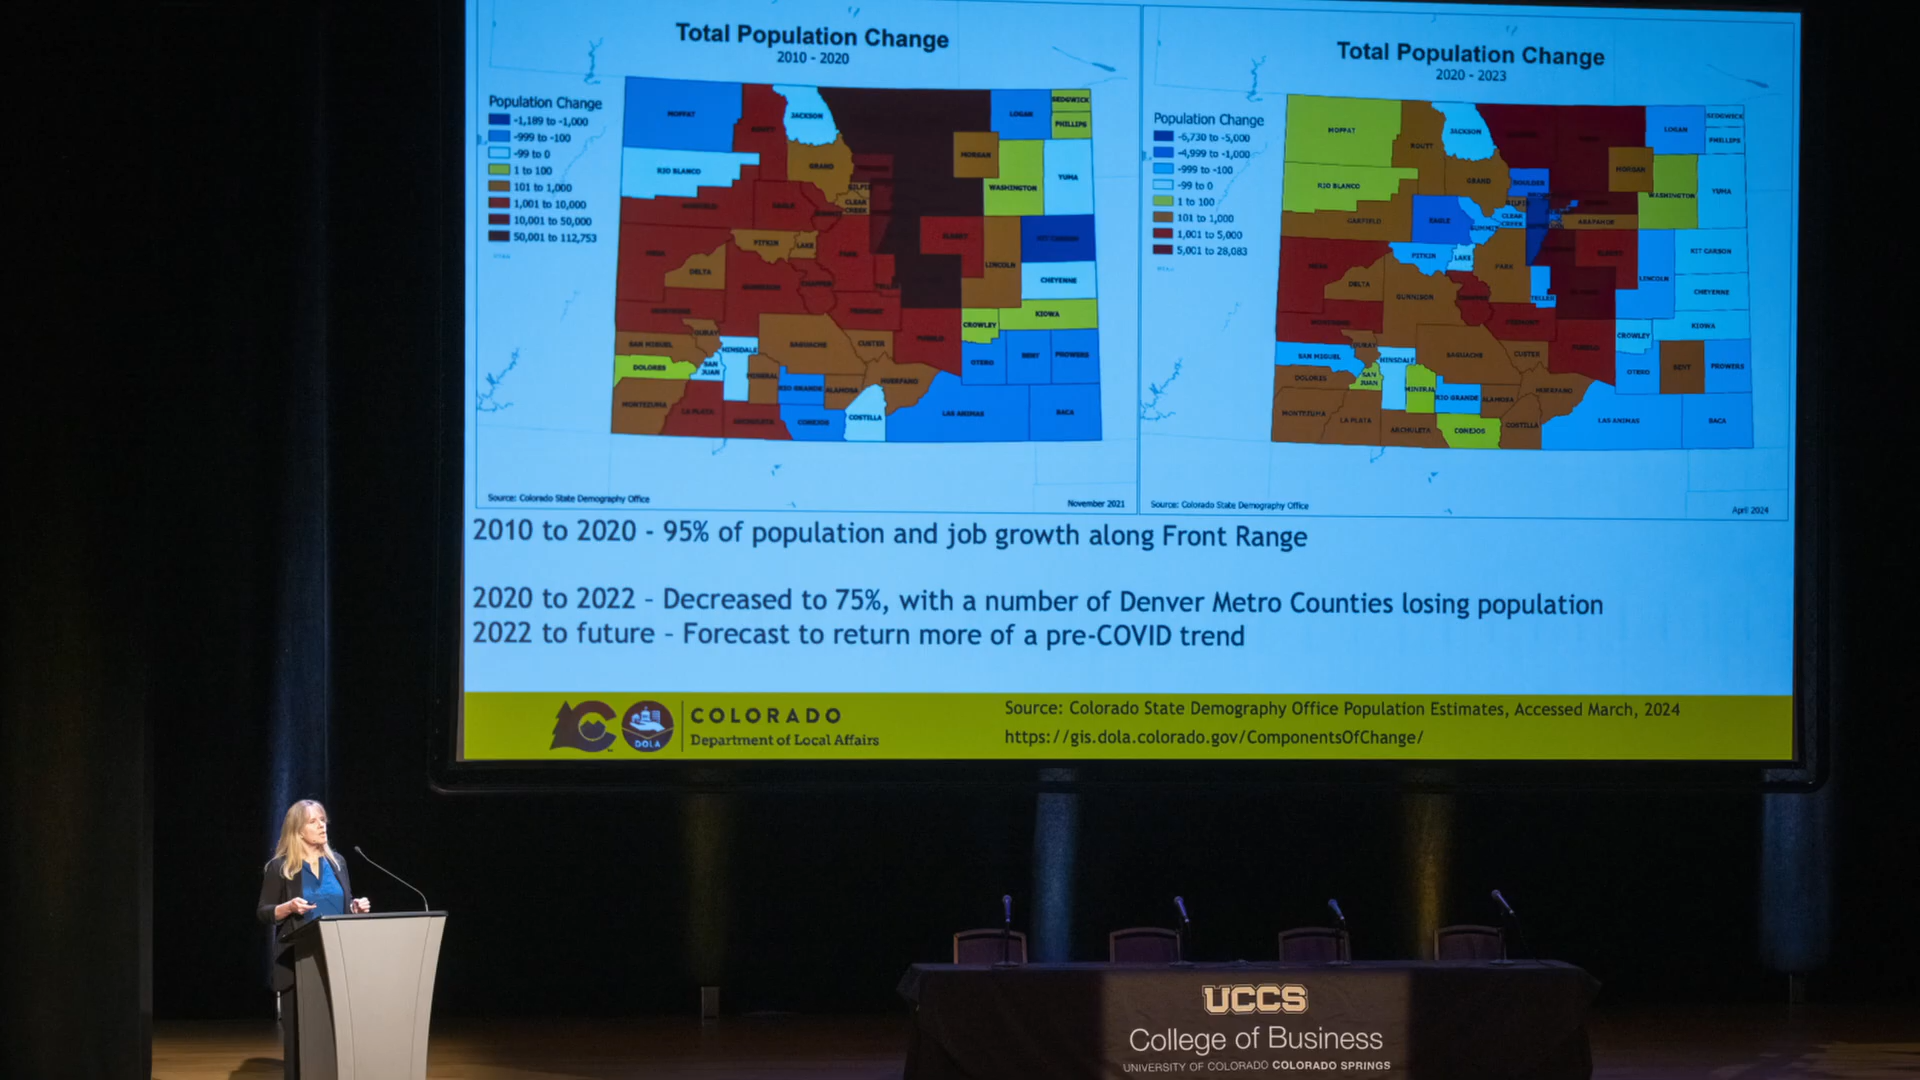 Total Population Change
2010 - 2020
Population Change
-1,189 to -1,000
-999 to -100
-99 to 0
1 to 100
101 to 1,000
1,001 to 10,000
10,001 to 50,000
50,001 to 112,753
MOFFAT
JACKSON
LOGAN
SEDGWICK
PHILLIPS
RIO BLANCO
GRAND
MORGAN
WASHINGTON
YUMA
CLEAR
CREEK
EAGLE
PITKIN
LAKE
PARK
ELBERT
LINCOLN
KIT CARSON
CHEYENNE
MESA
DELTA
GUNNISON
FREMONT
CROWLEY
KIOWA
OURAY
SAN MIGUEL
HINSDALE
SAGUACHE
CUSTER
PUEBLO
OTERO
BENT
PROWERS
DOLORES
SAN
JUAN
MINERAL
RIO GRANDE
ALAMOSA
HUERFANO
MONTEZUMA
LA PLATA
ARCHULETA
CONEJOS
COSTILLA
LAS ANIMAS
BACA
Source: Colorado State Demography Office
November 2021
Total Population Change
2020 - 2023
Population Change
-6,730 to -5,000
-4,999 to -1,000
-999 to -100
-99 to 0
1 to 100
101 to 1,000
1,001 to 5,000
5,001 to 28,083
MOFFAT
ROUTT
JACKSON
LOGAN
SEDGWICK
PHILLIPS
RIO BLANCO
GRAND
BOULDER
MORGAN
WASHINGTON
YUMA
GARFIELD
EAGLE
SUMMIT
CLEAR
CREEK
ARAPAHOE
PITKIN
LAKE
PARK
ELBERT
KIT CARSON
MESA
DELTA
GUNNISON
TELLER
LINCOLN
CHEYENNE
MONTROSE
FREMONT
CROWLEY
KIOWA
OURAY
SAN MIGUEL
HINSDALE
SAGUACHE
CUSTER
PUEBLO
OTERO
BENT
PROWERS
DOLORES
SAN
JUAN
MINERAL
RIO GRANDE
ALAMOSA
HUERFANO
MONTEZUMA
LA PLATA
ARCHULETA
CONEJOS
COSTILLA
LAS ANIMAS
BACA
Source: Colorado State Demography Office
April 2024
2010 to 2020 - 95% of population and job growth along Front Range
2020 to 2022 – Decreased to 75%, with a number of Denver Metro Counties losing population
2022 to future – Forecast to return more of a pre-COVID trend
DOLA
COLORADO
Department of Local Affairs
Source: Colorado State Demography Office Population Estimates, Accessed March, 2024
https://gis.dola.colorado.gov/ComponentsOfChange/
UCCS
College of Business
UNIVERSITY OF COLORADO COLORADO SPRINGS